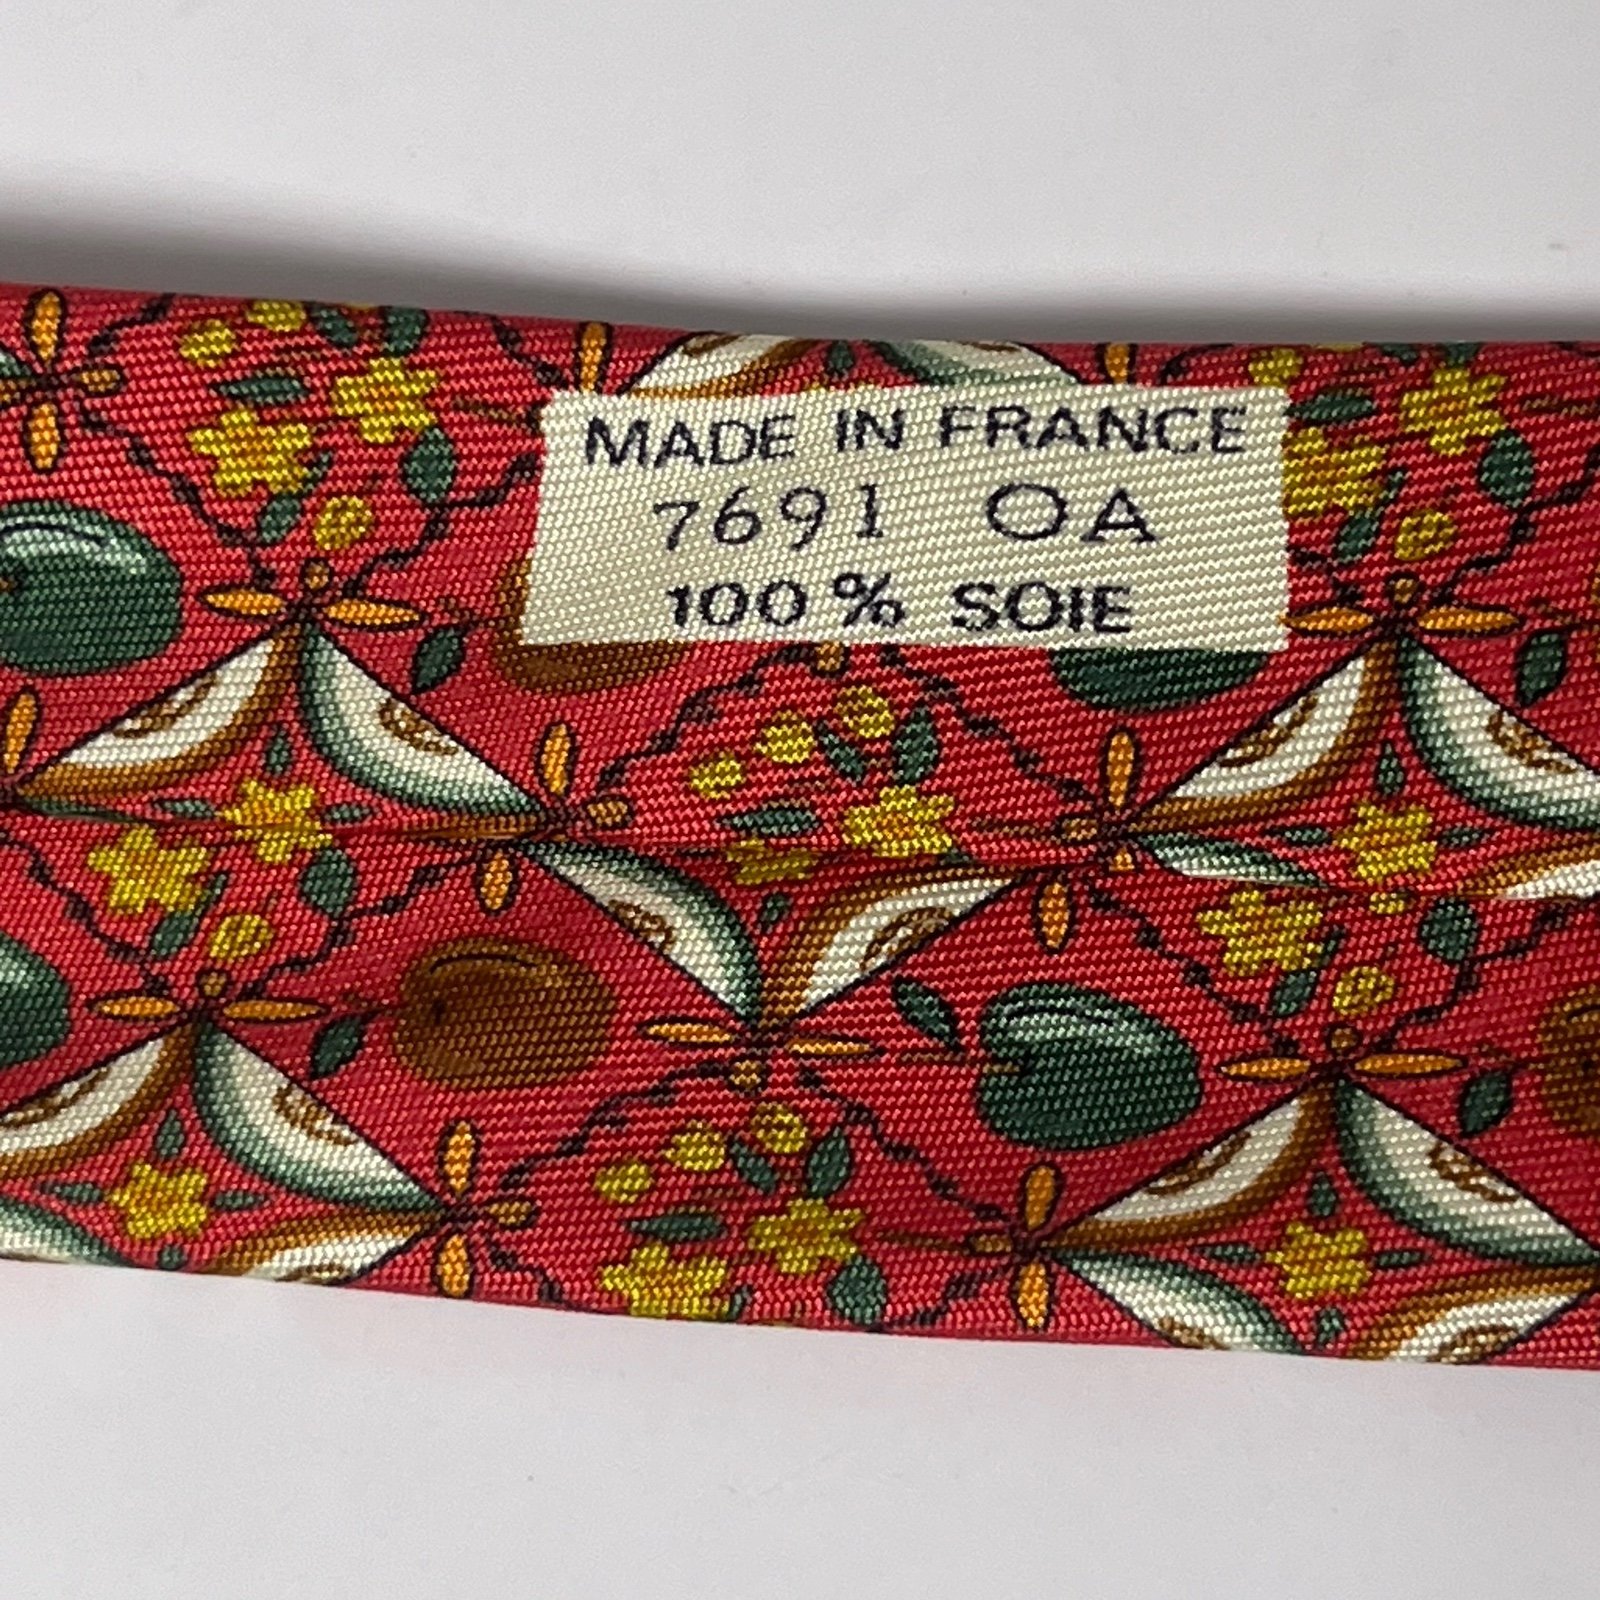 MADE IN FRANCE
7691 OA
100% SOIE